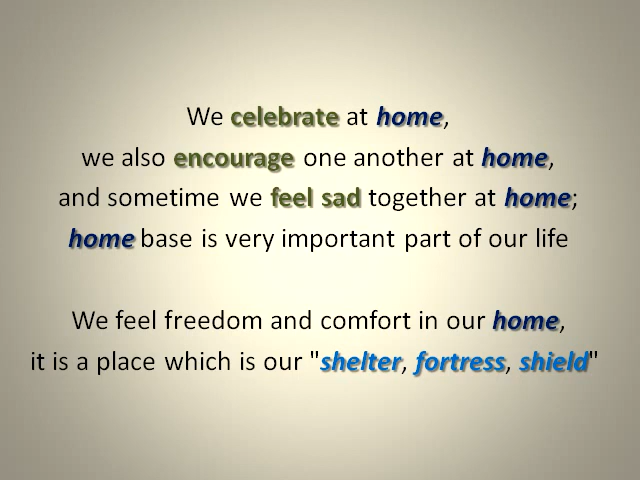 We celebrate at home,
we also encourage one another at home,
and sometime we feel sad together at home;
home base is very important part of our life
We feel freedom and comfort in our home,
it is a place which is our "shelter, fortress, shield"